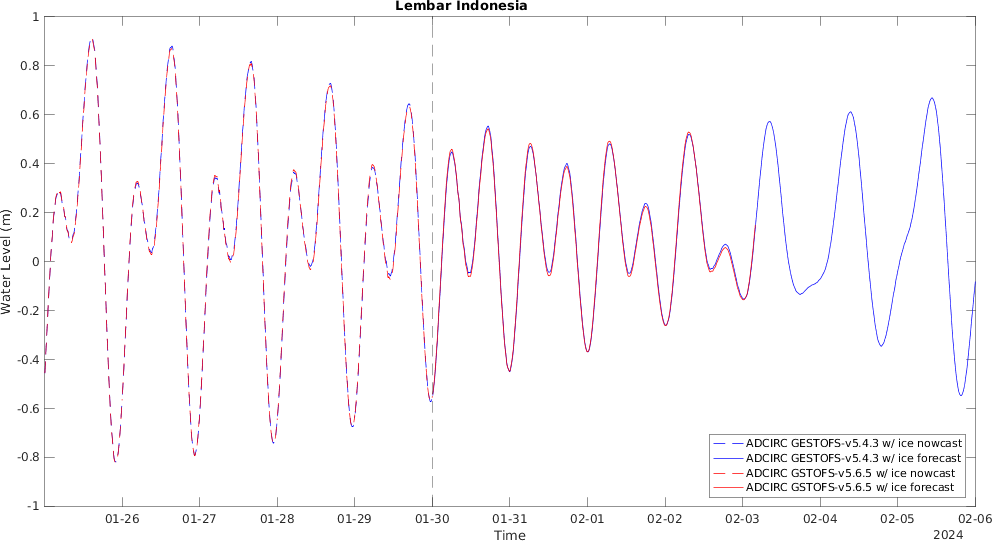 Lembar Indonesia
1
0.8
0.6
0.4
0.2
0
-0.2
-0.4
-0.6
-0.8
-1
Water Level (m)
ADCIRC GESTOFS-v5.4.3 w/ ice nowcast
ADCIRC GESTOFS-v5.4.3 w/ ice forecast
ADCIRC GSTOFS-v5.6.5 w/ ice nowcast
ADCIRC GSTOFS-v5.6.5 w/ ice forecast
01-26 01-27 01-28 01-29 01-30 01-31 02-01 02-02 02-03 02-04 02-05 02-06
Time
2024